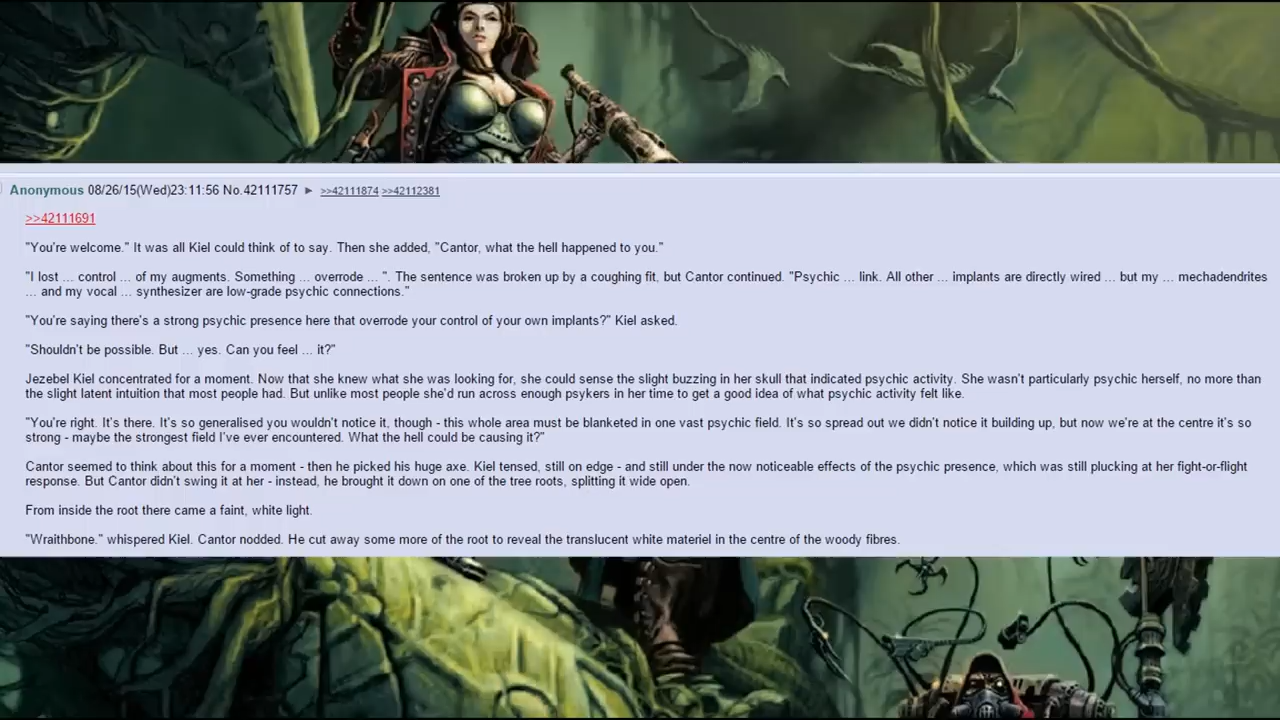 Anonymous 08/26/15(Wed)23:11:56 No.42111757 ► >>42111874 >>42112381
>>42111691
"You're welcome." It was all Kiel could think of to say. Then she added, "Cantor, what the hell happened to you."
"I lost ... control ... of my augments. Something ... overrode ... ". The sentence was broken up by a coughing fit, but Cantor continued. "Psychic ... link. All other ... implants are directly wired ... but my ... mechadendrites
... and my vocal ... synthesizer are low-grade psychic connections."
"You're saying there's a strong psychic presence here that overrode your control of your own implants?" Kiel asked.
"Shouldn't be possible. But ... yes. Can you feel ... it?"
Jezebel Kiel concentrated for a moment. Now that she knew what she was looking for, she could sense the slight buzzing in her skull that indicated psychic activity. She wasn't particularly psychic herself, no more than
the slight latent intuition that most people had. But unlike most people she'd run across enough psykers in her time to get a good idea of what psychic activity felt like.
"You're right. It's there. It's so generalised you wouldn't notice it, though - this whole area must be blanketed in one vast psychic field. It's so spread out we didn't notice it building up, but now we're at the centre it's so
strong - maybe the strongest field I've ever encountered. What the hell could be causing it?"
Cantor seemed to think about this for a moment - then he picked his huge axe. Kiel tensed, still on edge - and still under the now noticeable effects of the psychic presence, which was still plucking at her fight-or-flight
response. But Cantor didn't swing it at her - instead, he brought it down on one of the tree roots, splitting it wide open.
From inside the root there came a faint, white light.
"Wraithbone." whispered Kiel. Cantor nodded. He cut away some more of the root to reveal the translucent white materiel in the centre of the woody fibres.